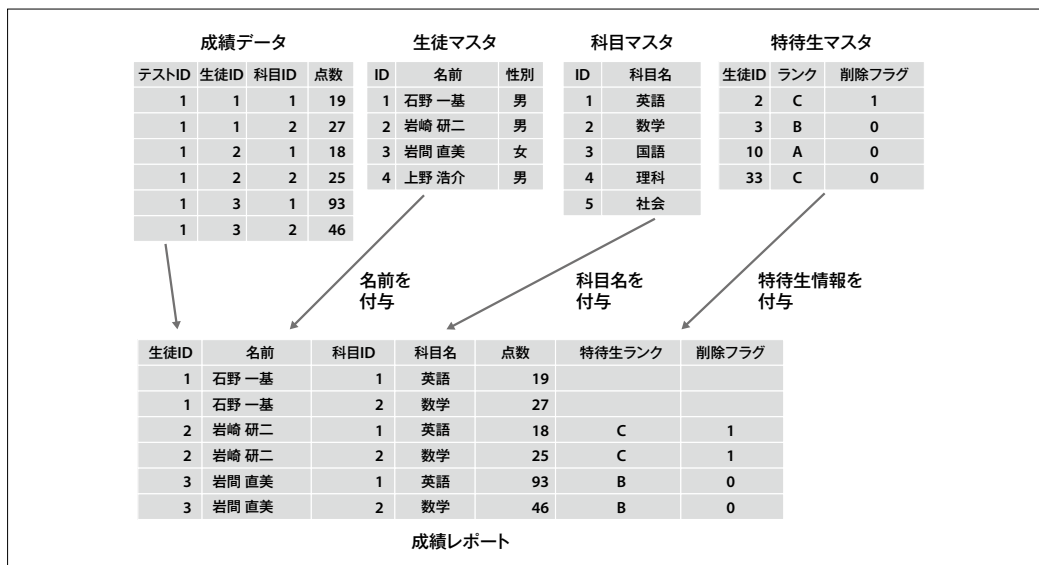 成績データ
テストID 生徒ID 科目ID 点数
1 1 1 19
1 1 2 27
1 2 1 18
1 2 2 25
1 3 1 93
1 3 2 46
生徒マスタ
ID 名前 性別
1 石野 一基 男
2 岩崎 研二 男
3 岩間 直美 女
4 上野 浩介 男
科目マスタ
ID 科目名
1 英語
2 数学
3 国語
4 理科
5 社会
特待生マスタ
生徒ID ランク 削除フラグ
2 C 1
3 B 0
10 A 0
33 C 0
名前を
付与
科目名を
付与
特待生情報を
付与
生徒ID 名前 科目ID 科目名 点数 特待生ランク 削除フラグ
1 石野 一基 1 英語 19
1 石野 一基 2 数学 27
2 岩崎 研二 1 英語 18 C 1
2 岩崎 研二 2 数学 25 C 1
3 岩間 直美 1 英語 93 B 0
3 岩間 直美 2 数学 46 B 0
成績レポート